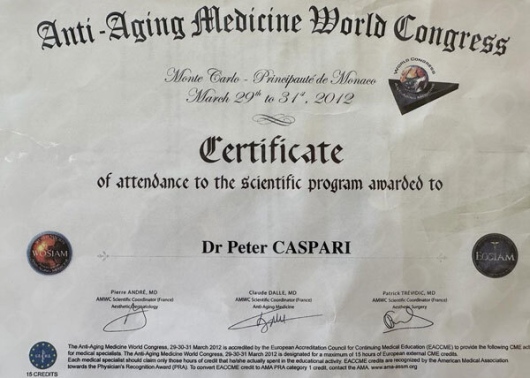 Anti-Aging Medicine World Congress
WORLD CONGRESS
Monte Carlo - Principauté de Monaco
March 29th to 31st, 2012
Certificate
of attendance to the scientific program awarded to
WOSIAM
Dr Peter CASPARI
Pierre ANDRÉ, MD
AMWC Scientific Coordinator (France)
Aesthetic Dermatology
Claude DALLE, MD
AMWC Scientific Coordinator (France)
Anti-Aging Medicine
Patrick TREVIDIC, MD
AMWC Scientific Coordinator (France)
Aesthetic Surgery
15 CREDITS
The Anti-Aging Medicine World Congress, 29-30-31 March 2012 is accredited by the European Accreditation Council for Continuing Medical Education (EACCME) to provide the following CME act
for medical specialists. The Anti-Aging Medicine World Congress, 29-30-31 March 2012 is designated for a maximum of 15 hours of European external CME credits.
Each medical specialist should claim only those hours of credit that he/she actually spent in the educational activity. EACCME credits are recognized by the American Medical Association
towards the Physician's Recognition Award (PRA). To convert EACCME credit to AMA PRA category 1 credit, contact the AMA.